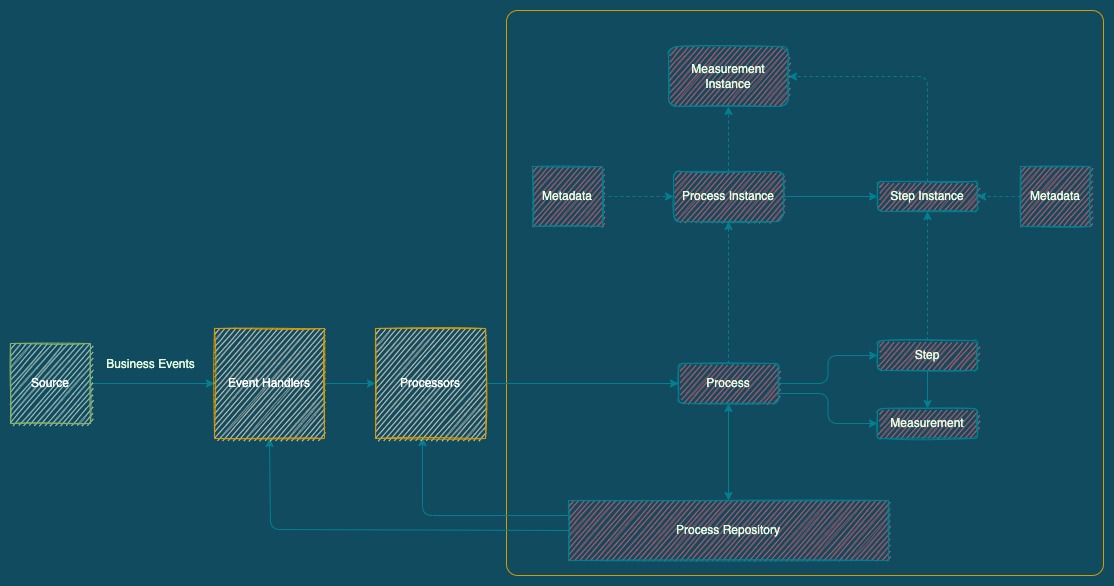 Measurement
Instance
Metadata
Process Instance
Step Instance
Metadata
Business Events
Source
Event Handlers
Processors
Process
Step
Measurement
Process Repository